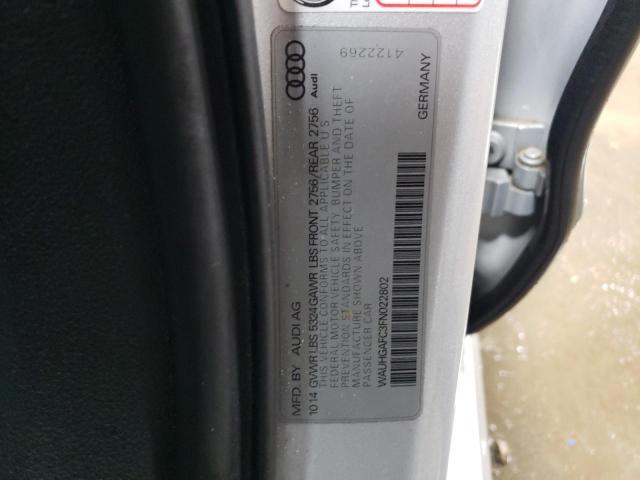 MFD. BY AUDI AG
Audi
10 14 GVWR LBS 5324 GAWR LBS FRONT 2756/REAR 2756
THIS VEHICLE CONFORMS TO ALL APPLICABLE U S
FEDERAL MOTOR VEHICLE SAFETY, BUMPER AND THEFT
PREVENTION STANDARDS IN EFFECT ON THE DATE OF
MANUFACTURE SHOWN ABOVE
PASSENGER CAR
4122269
WAUHGAFC3FN022802
GERMANY